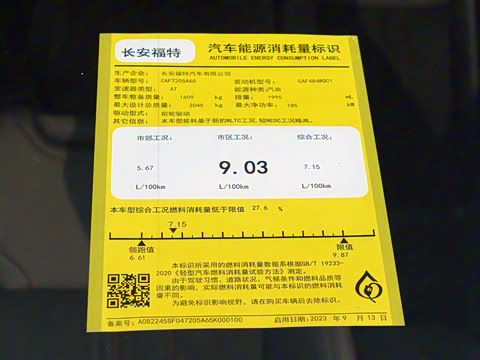 长安福特
汽车能源消耗量标识
AUTOMOBILE ENERGY CONSUMPTION LABEL
生产企业： 长安福特汽车有限公司
车辆型号： CAF7205A65 发动机型号： CAF484WQC1
变速器类型： AT 能源种类：汽油
整车整备质量： 1609 kg 排量： 1995 mL
最大设计总质量： 2045 kg 最大净功率： 185 kW
驱动型式： 前轮驱动
其它信息： 本车型能耗基于新的WLTC工况，较NEDC工况略高。
市郊工况： 市区工况： 综合工况：
5.67 9.03 7.15
L/100km L/100km L/100km
本车型综合工况燃料消耗量低于限值 27.6 %
7.15
领跑值 限值
6.61 9.87
本标识所采用的燃料消耗量数据系根据GB/T 19233-
2020《轻型汽车燃料消耗量试验方法》测定。
由于驾驶习惯、道路状况、气候条件和燃料品质等
因素的影响，实际燃料消耗量可能与本标识的燃料消耗
量不同。
为避免标识影响视野，请在购买车辆后去除标识。
备案号： A082245SF047205A65K000100 启用日期：2023 年 9 月 13 日